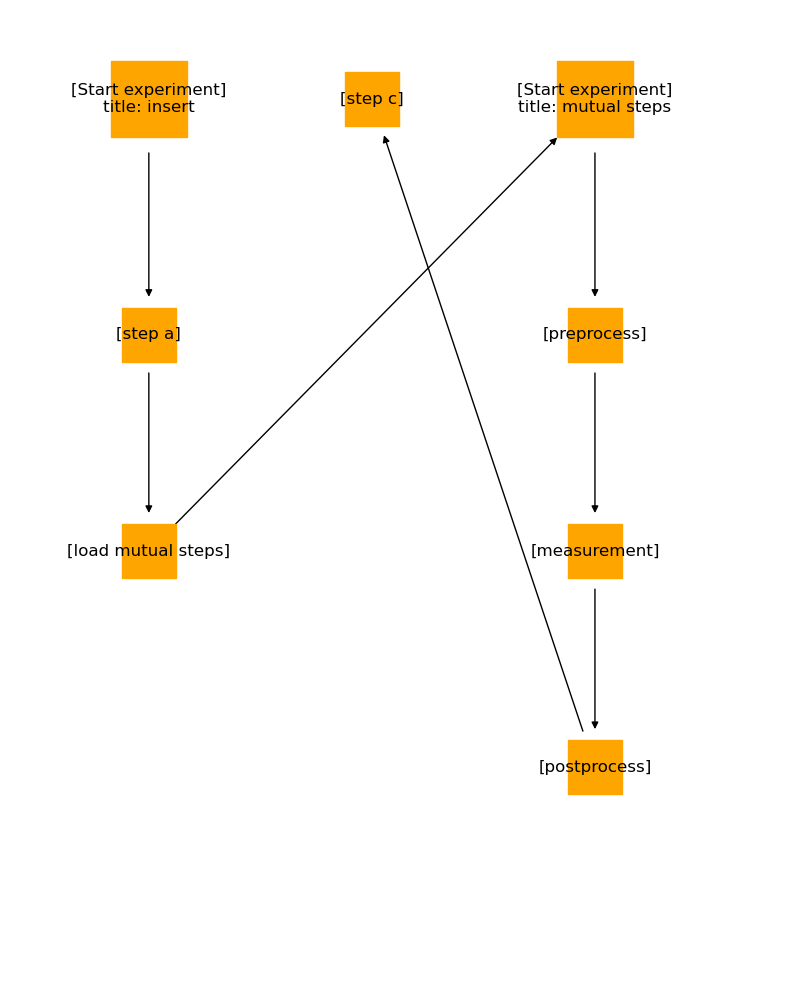 [Start experiment]
title: insert
[step c]
[Start experiment]
title: mutual steps
[step a]
[preprocess]
[load mutual steps]
[measurement]
[postprocess]